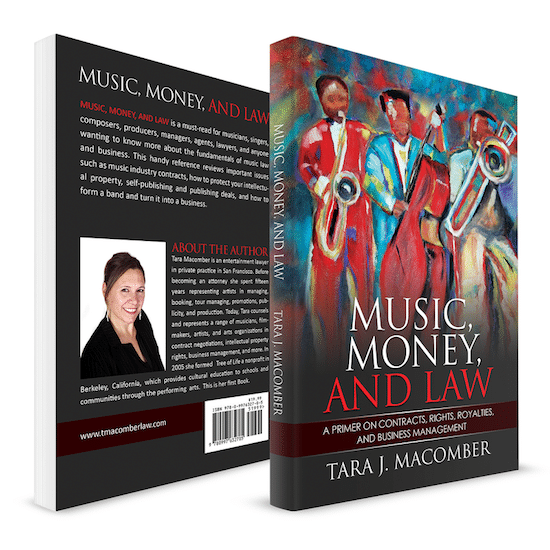 MUSIC, MONEY, AND LAW
MUSIC, MONEY, AND LAW is a must-read for musicians, singers,
composers, producers, managers, agents, lawyers, and anyone
wanting to know more about the fundamentals of music law
and business. This handy reference reviews important issues
such as music industry contracts, how to protect your intellectu-
al property, self-publishing and publishing deals, and how to
form a band and turn it into a business.
ABOUT THE AUTHOR
Tara Macomber is an entertainment lawyer
in private practice in San Francisco. Before
becoming an attorney she spent fifteen
years representing artists in managing,
booking, tour managing, promotions, pub-
licity, and production. Today, Tara counsels
and represents a range of musicians, film-
makers, artists, and arts organizations in
contract negotiations, intellectual property
rights, business management, and more. In
2005 she formed Tree of Life a nonprofit in
Berkeley, California, which provides cultural education to schools and
communities through the performing arts. This is her first Book.
www.tmacomberlaw.com
MUSIC, MONEY, AND LAW
TARA J. MACOMBER
MUSIC,
MONEY,
AND LAW
A PRIMER ON CONTRACTS, RIGHTS, ROYALTIES,
AND BUSINESS MANAGEMENT
TARA J. MACOMBER